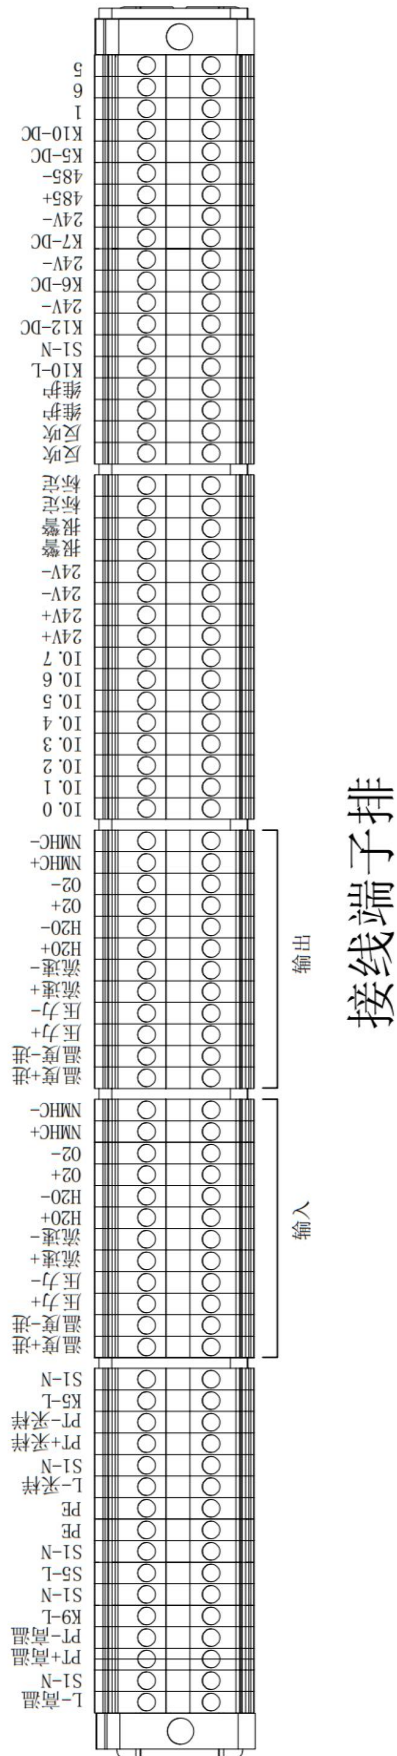 5
6
1
K10-DC
K5-DC
485-
485+
24V-
K7-DC
24V-
K6-DC
24V-
K12-DC
S1-N
K10-L
维护
维护
反吹
反吹
标定
标定
报警
报警
24V-
24V-
24V+
24V+
I0.7
I0.6
I0.5
I0.4
I0.3
I0.2
I0.1
I0.0
NMHC-
NMHC+
O2-
O2+
H2O-
H2O+
流速-
流速+
压力-
压力+
温度-进
温度+进
输出
NMHC-
NMHC+
O2-
O2+
H2O-
H2O+
流速-
流速+
压力-
压力+
温度-进
温度+进
输入
S1-N
K5-L
PT-采样
PT+采样
S1-N
L-采样
PE
PE
S1-N
S5-L
S1-N
K9-L
PT-高温
PT+高温
S1-N
L-高温
接线端子排